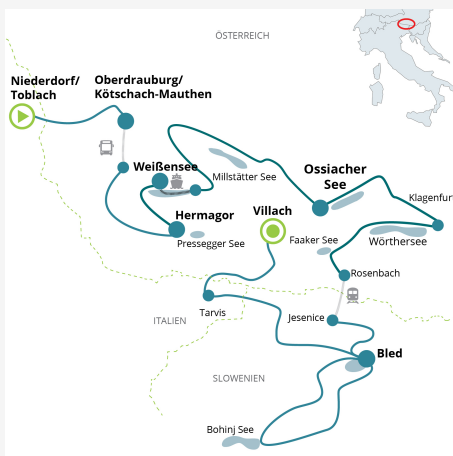 ÖSTERREICH
Niederdorf/
Toblach
Oberdrauburg/
Kötschach-Mauthen
Weißensee
Millstätter See
Ossiacher
See
Klagenfurt
Hermagor
Villach
Pressegger See
Faaker See
Wörthersee
Rosenbach
Tarvis
Jesenice
ITALIEN
Bled
SLOWENIEN
Bohinj See